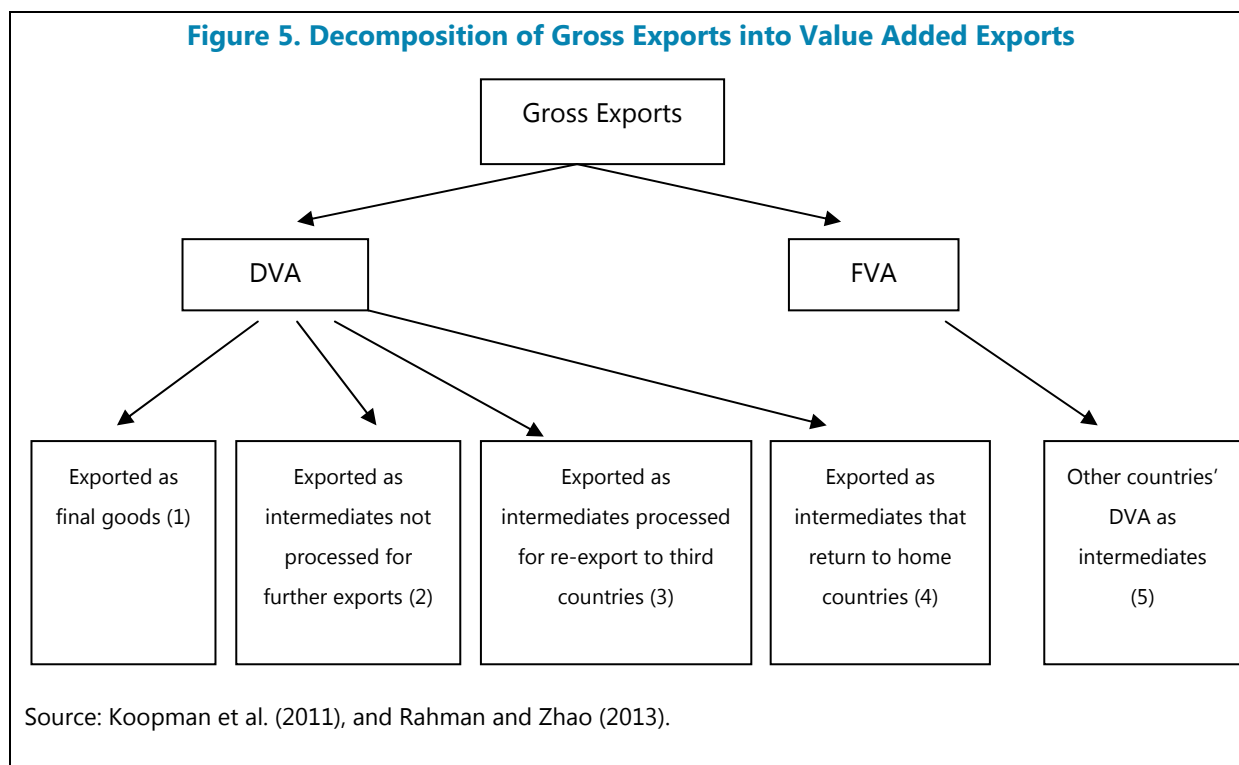 Figure 5. Decomposition of Gross Exports into Value Added Exports
Gross Exports
DVA
FVA
Exported as
final goods (1)
Exported as
intermediates not
processed for
further exports (2)
Exported as
intermediates processed
for re-export to third
countries (3)
Exported as
intermediates that
return to home
countries (4)
Other countries’
DVA as
intermediates
(5)
Source: Koopman et al. (2011), and Rahman and Zhao (2013).